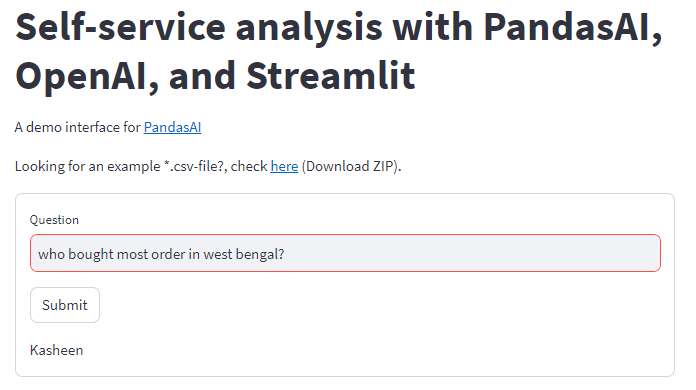 Self-service analysis with PandasAI,
OpenAI, and Streamlit
A demo interface for PandasAI
Looking for an example *.csv-file?, check here (Download ZIP).
Question
who bought most order in west bengal?
Submit
Kasheen